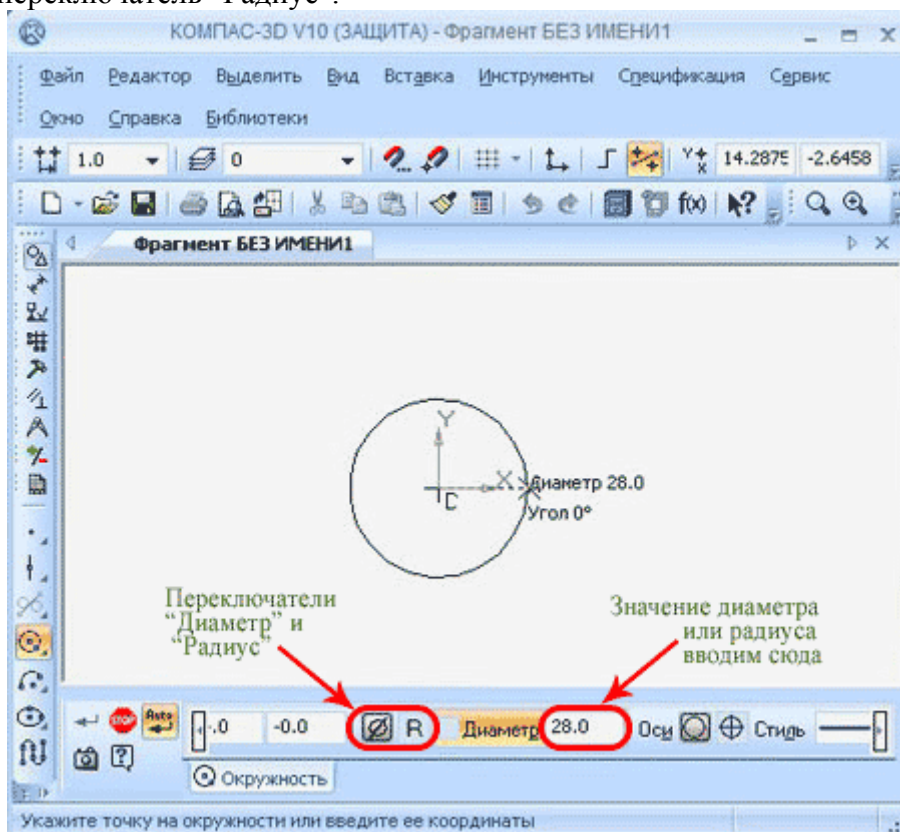 переключатель "Радиус".
КОМПАС-3D V10 (ЗАЩИТА) - Фрагмент БЕЗ ИМЕНИ1
Файл Редактор Выделить Вид Вставка Инструменты Спецификация Сервис
Окно Справка Библиотеки
1.0 0 14.2875 -2.6458
f(x)
Фрагмент БЕЗ ИМЕНИ1
Y
X Диаметр 28.0
Угол 0°
Переключатели
"Диаметр" и
"Радиус"
Значение диаметра
или радиуса
вводим сюда
STOP Auto .0 -0.0 R Диаметр 28.0 Оси Стиль
Окружность
Укажите точку на окружности или введите ее координаты